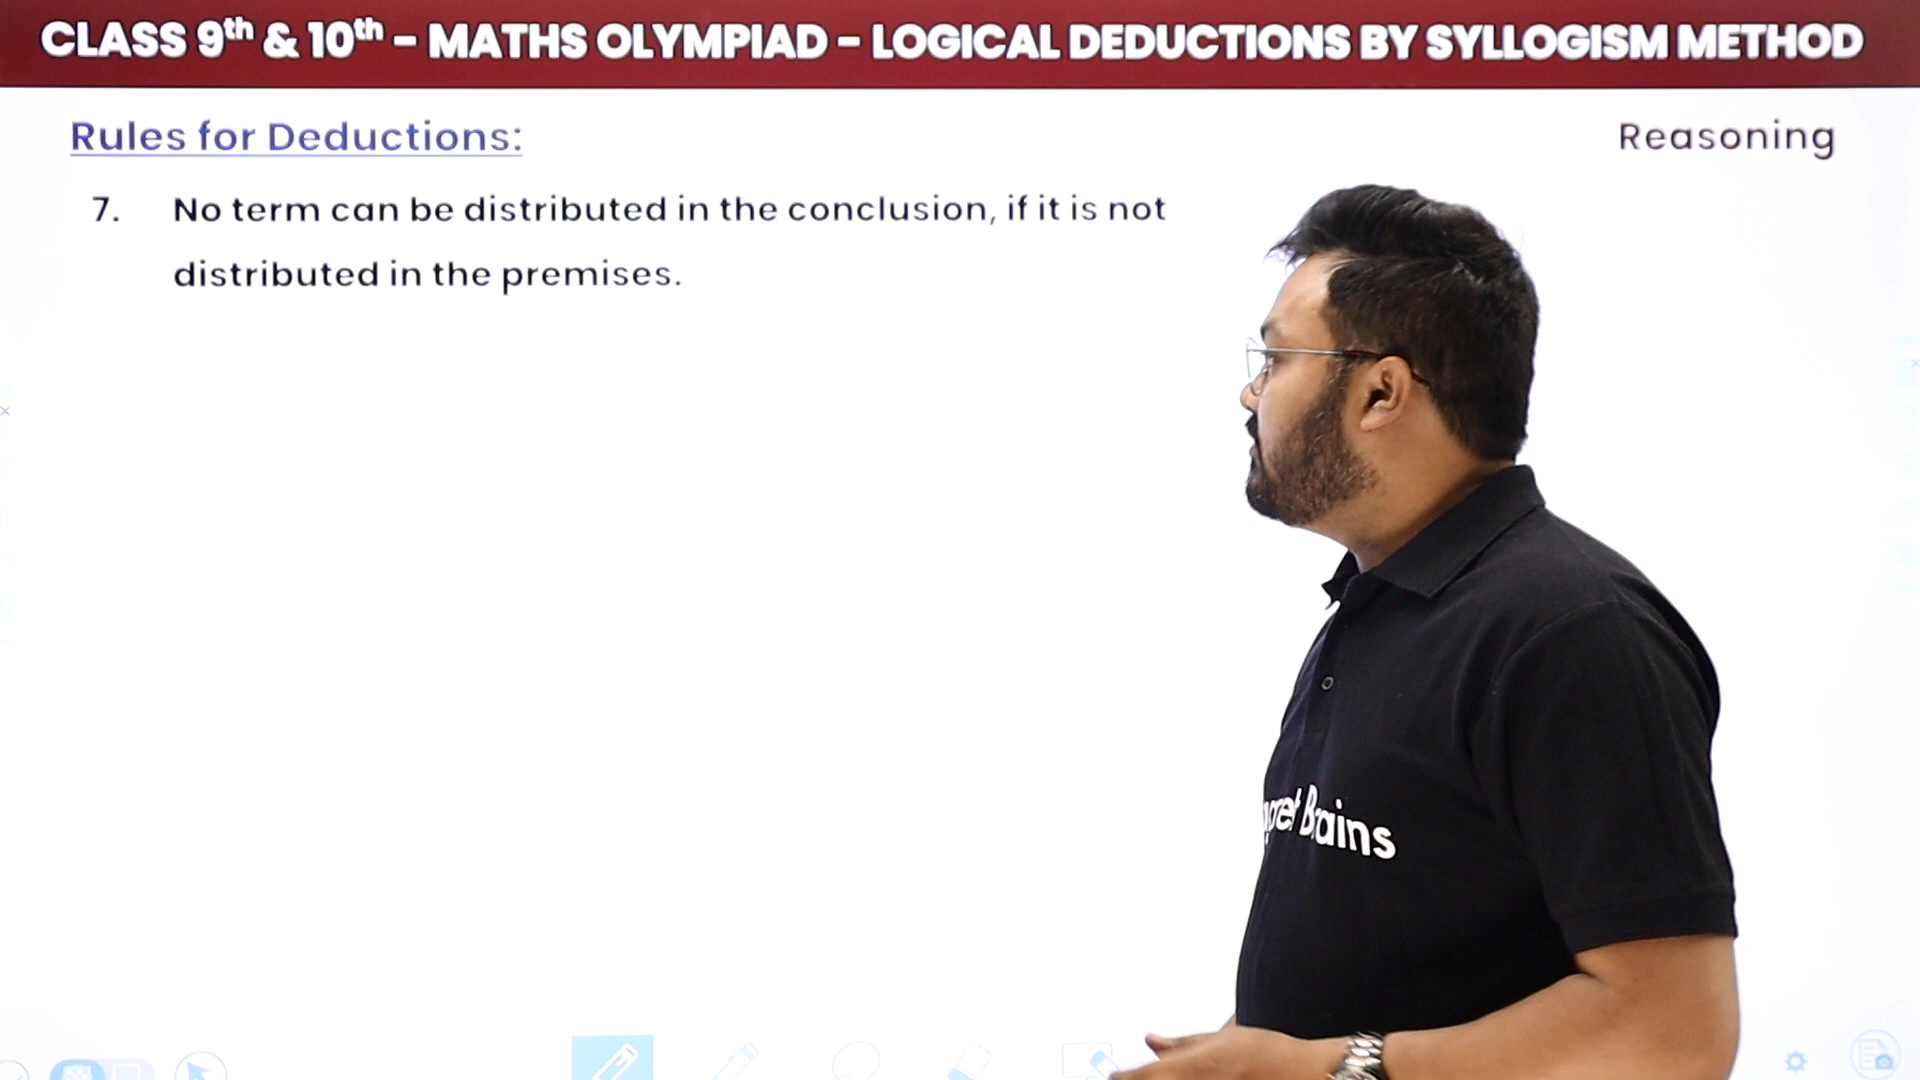 CLASS 9th & 10th - MATHS OLYMPIAD - LOGICAL DEDUCTIONS BY SYLLOGISM METHOD
Rules for Deductions:
Reasoning
7. No term can be distributed in the conclusion, if it is not
distributed in the premises.
Brains